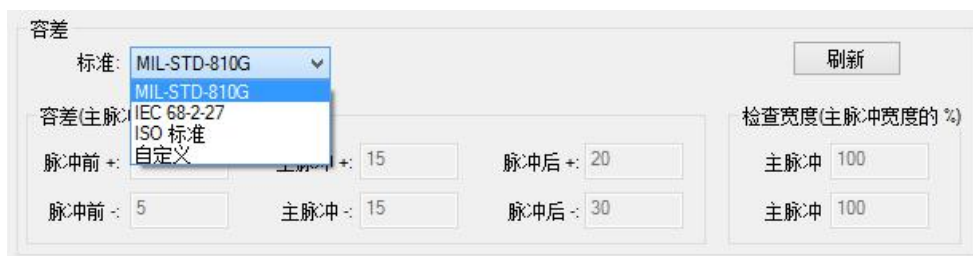 容差
标准: MIL-STD-810G
刷新
MIL-STD-810G
IEC 68-2-27
ISO 标准
自定义
容差(主脉
检查宽度(主脉冲宽度的 %)
脉冲前 +:
+: 15
脉冲后 +: 20
主脉冲 100
脉冲前 -: 5
主脉冲 -: 15
脉冲后 -: 30
主脉冲 100